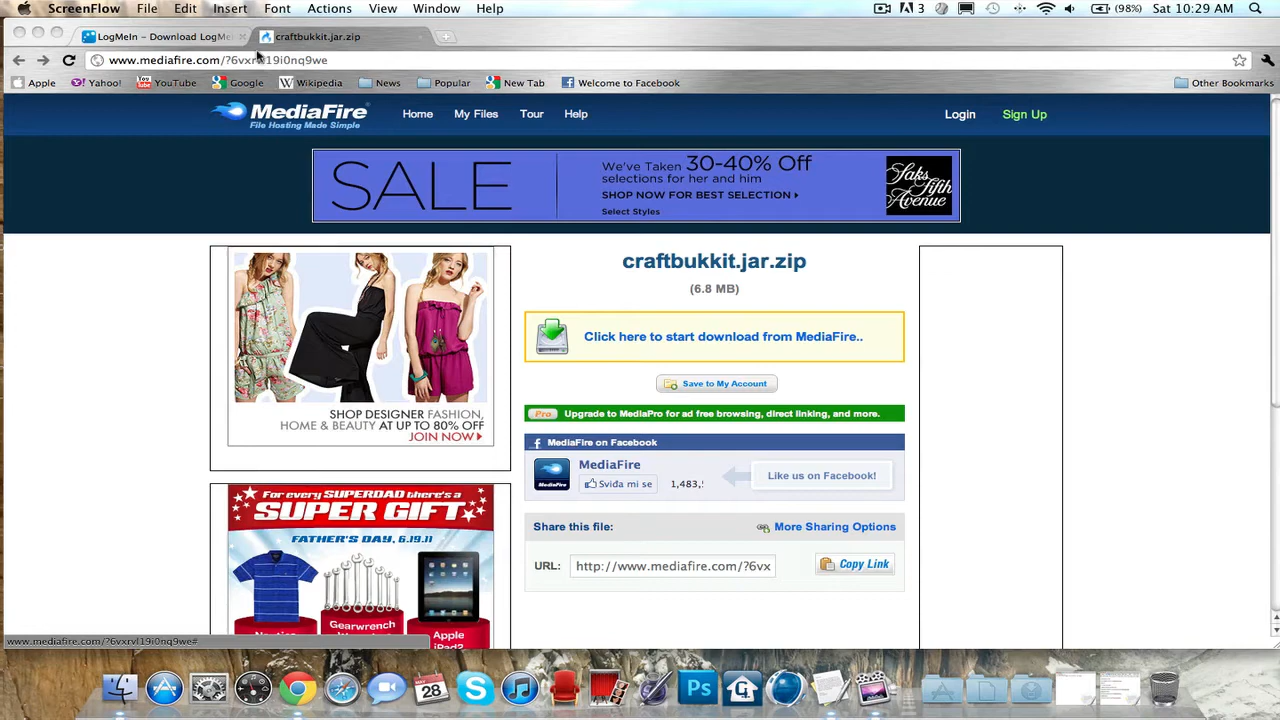 ScreenFlow File Edit Insert Font Actions View Window Help 3 (98%) Sat 10:29 AM
LogMeIn – Download LogMe craftbukkit.jar.zip
www.mediafire.com/?6vxrvl19i0nq9we
Apple Yahoo! YouTube Google Wikipedia News Popular New Tab Welcome to Facebook Other Bookmarks
MediaFire Home My Files Tour Help Login Sign Up
File Hosting Made Simple
SALE
We've Taken 30-40% Off
selections for her and him
SHOP NOW FOR BEST SELECTION
Select Styles
Saks
Fifth
Avenue
SHOP DESIGNER FASHION,
HOME & BEAUTY AT UP TO 80% OFF
JOIN NOW
For every SUPERDAD there's a
SUPER GIFT
FATHER'S DAY, 6.19.11
Nautica
Gearwrench
Apple
iPad2
craftbukkit.jar.zip
(6.8 MB)
Click here to start download from MediaFire..
Save to My Account
Pro Upgrade to MediaPro for ad free browsing, direct linking, and more.
MediaFire on Facebook
MediaFire
Sviđa mi se 1,483,
Like us on Facebook!
Share this file: More Sharing Options
URL: http://www.mediafire.com/?6vx Copy Link
www.mediafire.com/?6vxrvl19i0nq9we#
MAY
28
Ps